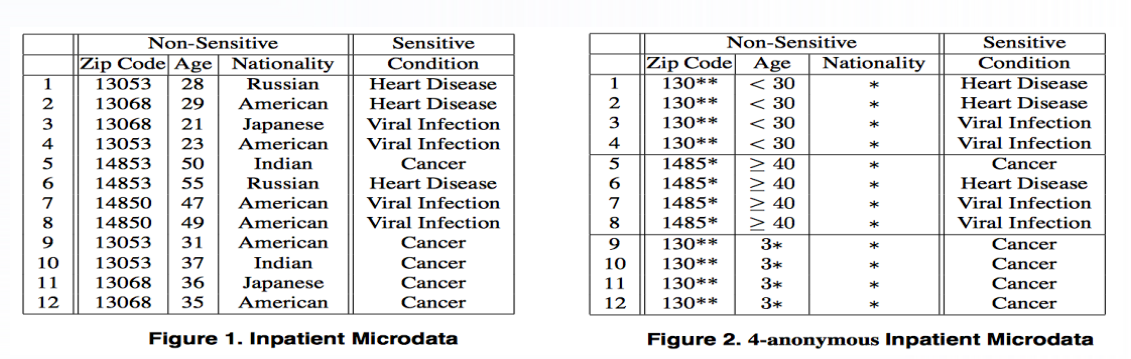 Non-Sensitive Sensitive
Zip Code Age Nationality Condition
1 13053 28 Russian Heart Disease
2 13068 29 American Heart Disease
3 13068 21 Japanese Viral Infection
4 13053 23 American Viral Infection
5 14853 50 Indian Cancer
6 14853 55 Russian Heart Disease
7 14850 47 American Viral Infection
8 14850 49 American Viral Infection
9 13053 31 American Cancer
10 13053 37 Indian Cancer
11 13068 36 Japanese Cancer
12 13068 35 American Cancer
Figure 1. Inpatient Microdata
Non-Sensitive Sensitive
Zip Code Age Nationality Condition
1 130** < 30 * Heart Disease
2 130** < 30 * Heart Disease
3 130** < 30 * Viral Infection
4 130** < 30 * Viral Infection
5 1485* ≥ 40 * Cancer
6 1485* ≥ 40 * Heart Disease
7 1485* ≥ 40 * Viral Infection
8 1485* ≥ 40 * Viral Infection
9 130** 3* * Cancer
10 130** 3* * Cancer
11 130** 3* * Cancer
12 130** 3* * Cancer
Figure 2. 4-anonymous Inpatient Microdata